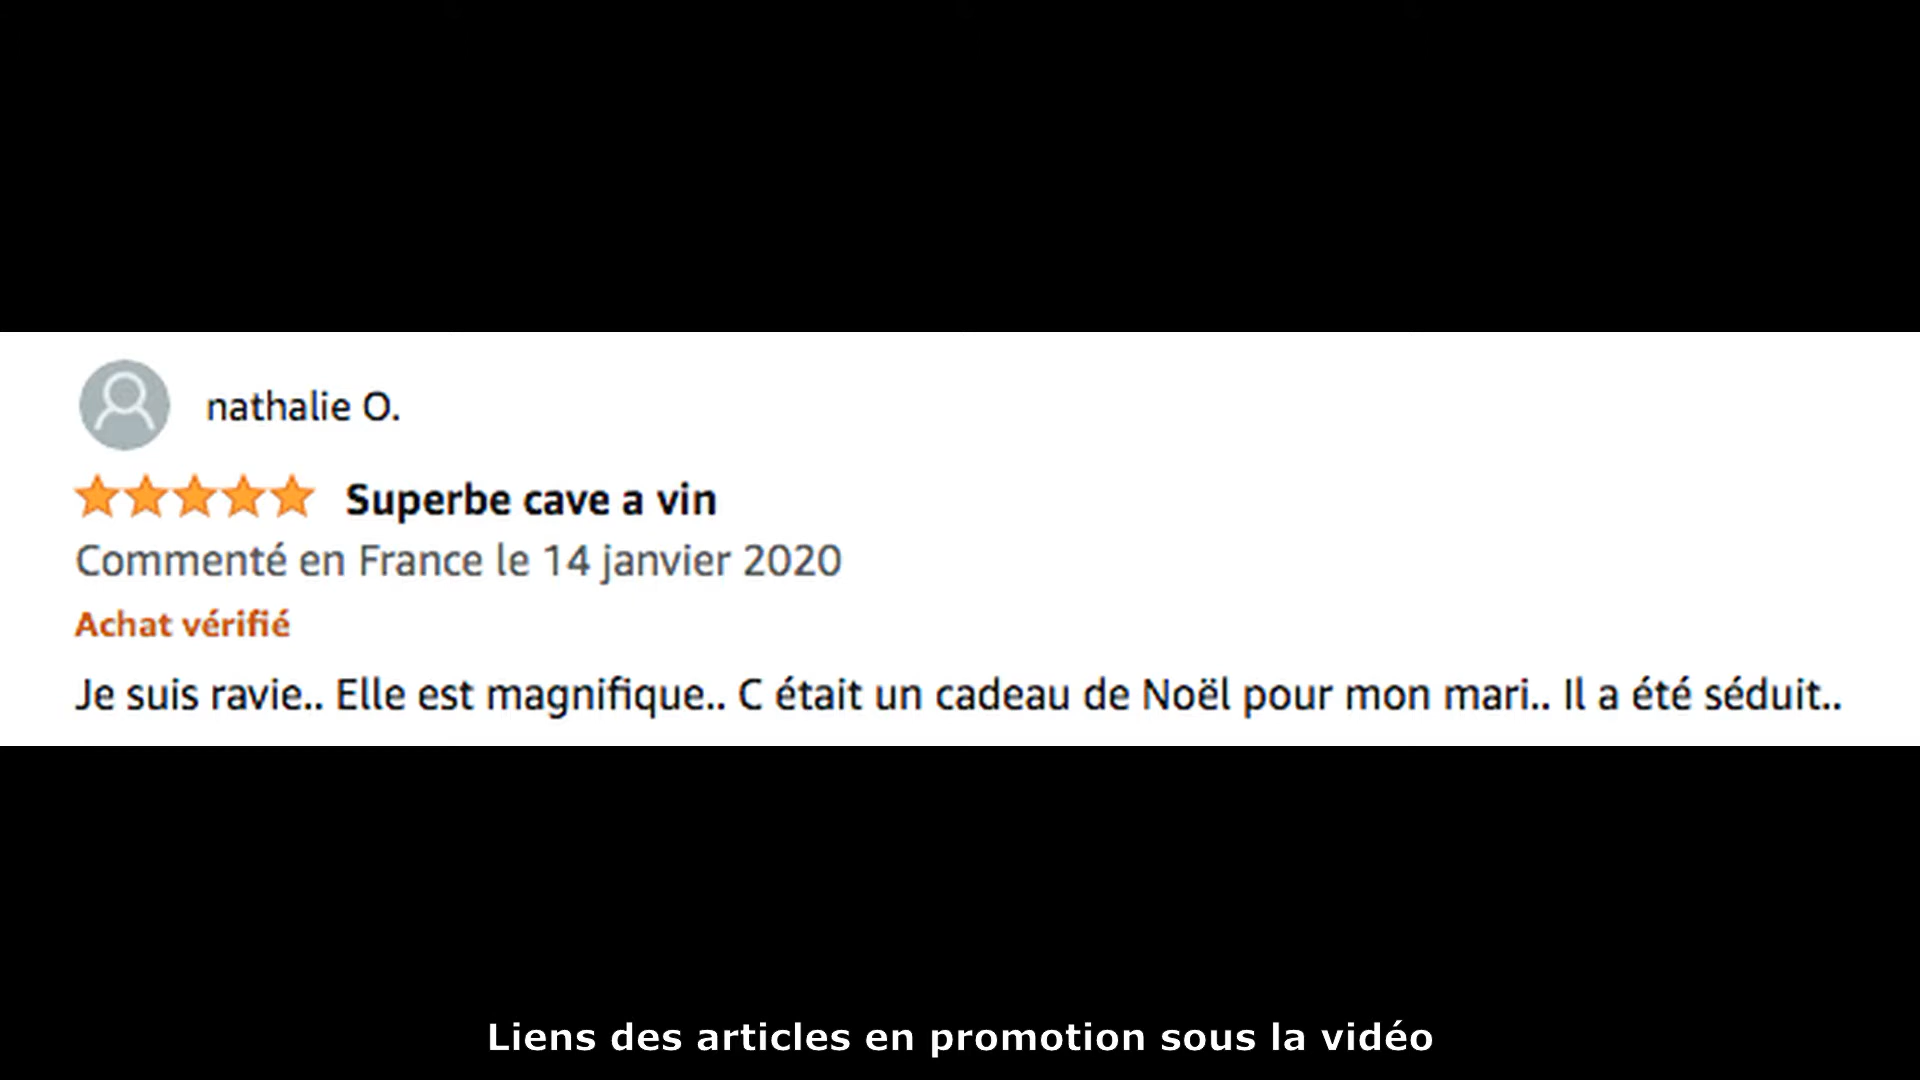 nathalie O.
Superbe cave a vin
Commenté en France le 14 janvier 2020
Achat vérifié
Je suis ravie.. Elle est magnifique.. C était un cadeau de Noël pour mon mari.. Il a été séduit..
Liens des articles en promotion sous la vidéo